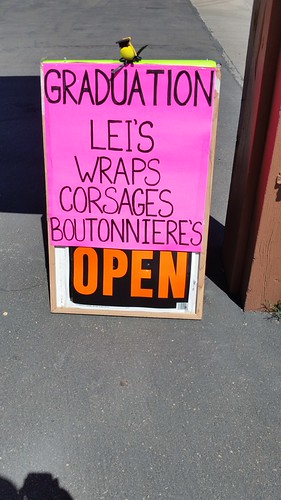 GRADUATION
LEI'S
WRAPS
CORSAGES
BOUTONNIERE'S
OPEN